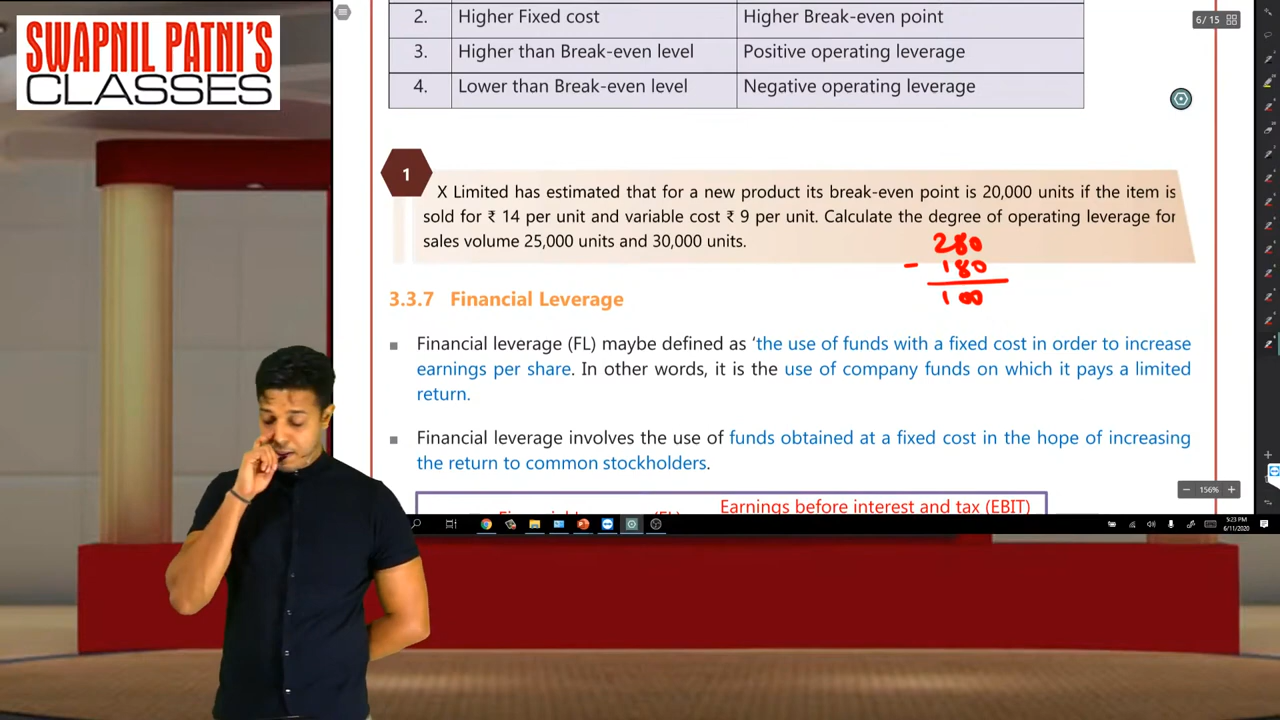 SWAPNIL PATNI'S
CLASSES
2. Higher Fixed cost Higher Break-even point
3. Higher than Break-even level Positive operating leverage
4. Lower than Break-even level Negative operating leverage
6/15
1
X Limited has estimated that for a new product its break-even point is 20,000 units if the item is
sold for ₹ 14 per unit and variable cost ₹ 9 per unit. Calculate the degree of operating leverage for
sales volume 25,000 units and 30,000 units.
280
- 180
100
3.3.7 Financial Leverage
■ Financial leverage (FL) maybe defined as ‘the use of funds with a fixed cost in order to increase
earnings per share. In other words, it is the use of company funds on which it pays a limited
return.
■ Financial leverage involves the use of funds obtained at a fixed cost in the hope of increasing
the return to common stockholders.
Earnings before interest and tax (EBIT)
156%
5:23 PM
6/11/2020